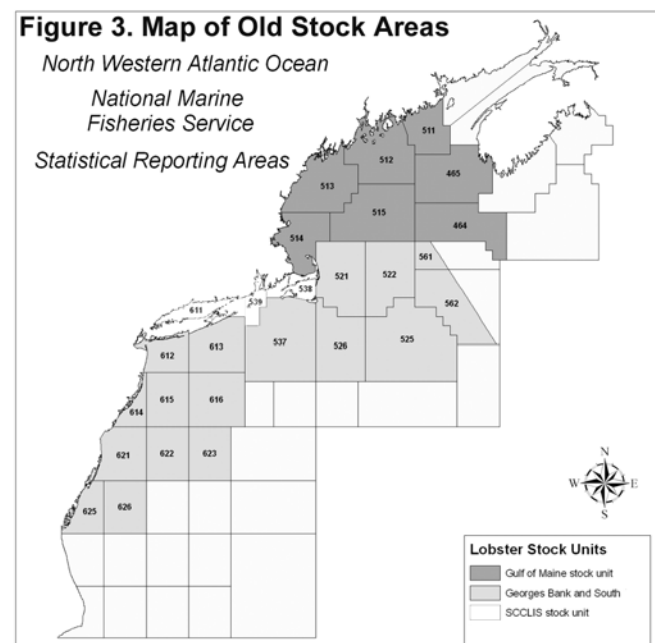 Figure 3. Map of Old Stock Areas
North Western Atlantic Ocean
National Marine
Fisheries Service
Statistical Reporting Areas
511
512
465
513
515
464
514
561
521
522
538
539
562
611
613
612
537
526
525
614
615
616
621
622
623
625
626
N
W
E
S
Lobster Stock Units
Gulf of Maine stock unit
Georges Bank and South
SCCLIS stock unit